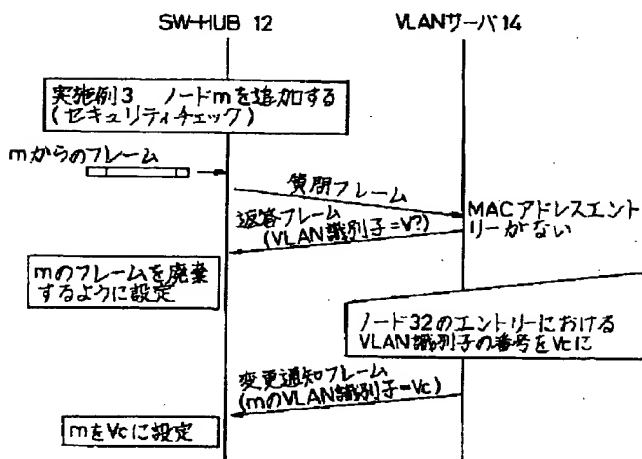 SW-HUB 12
VLANサーバ14
実施例3 ノードmを追加する
(セキュリティチェック)
mからのフレーム
質問フレーム
返答フレーム
(VLAN識別子=V?)
MACアドレスエント
リーがない
mのフレームを廃棄
するように設定
ノード32のエントリーにおける
VLAN識別子の番号をVcに
変更通知フレーム
(mのVLAN識別子=Vc)
mをVcに設定